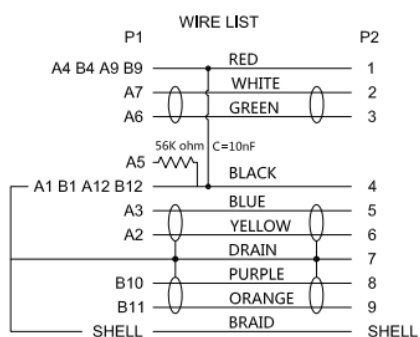 WIRE LIST
P1 P2
A4 B4 A9 B9 RED 1
A7 WHITE 2
A6 GREEN 3
56K ohm C=10nF
A5
A1 B1 A12 B12 BLACK 4
A3 BLUE 5
A2 YELLOW 6
DRAIN 7
B10 PURPLE 8
B11 ORANGE 9
SHELL BRAID SHELL